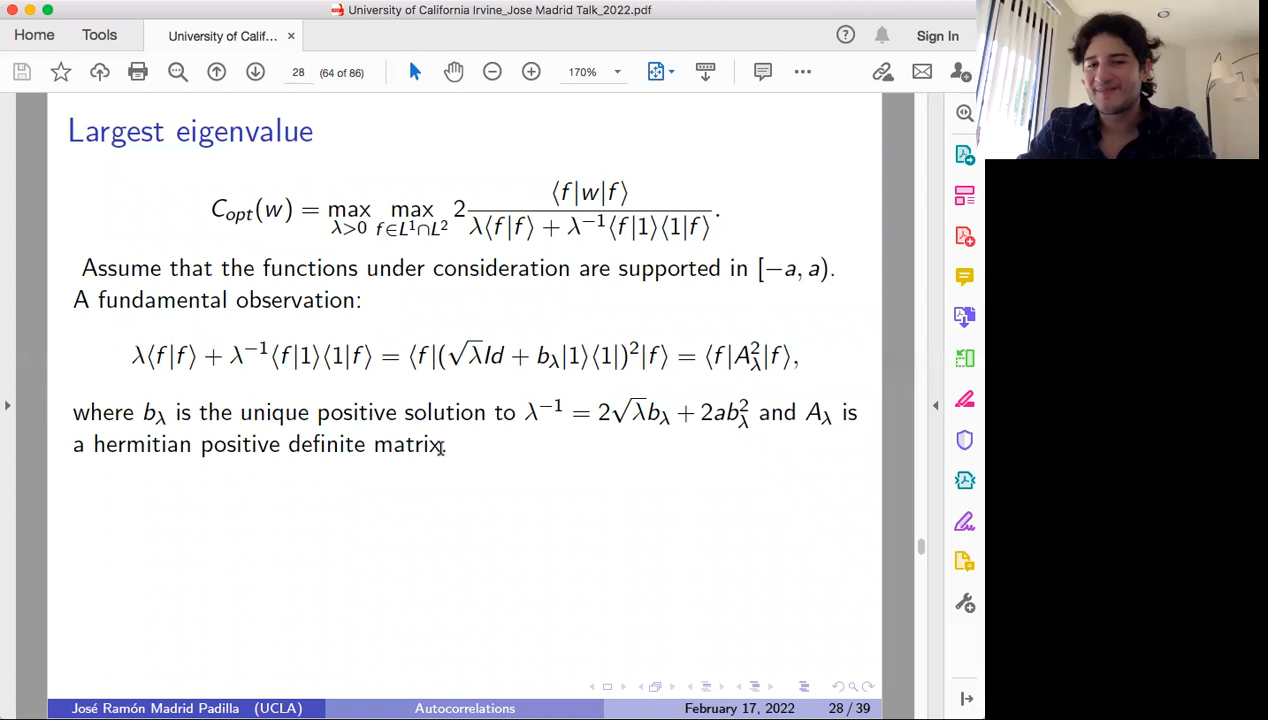 University of California Irvine_Jose Madrid Talk_2022.pdf
Home Tools University of Calif... × Sign In
28 (64 of 86) 170%
Largest eigenvalue
C_opt(w) = max_{λ>0} max_{f∈L¹∩L²} 2 ⟨f|w|f⟩ / (λ⟨f|f⟩ + λ⁻¹⟨f|1⟩⟨1|f⟩).
Assume that the functions under consideration are supported in [−a, a).
A fundamental observation:
λ⟨f|f⟩ + λ⁻¹⟨f|1⟩⟨1|f⟩ = ⟨f|(√λId + b_λ|1⟩⟨1|)²|f⟩ = ⟨f|A_λ²|f⟩,
where b_λ is the unique positive solution to λ⁻¹ = 2√λb_λ + 2ab_λ² and A_λ is
a hermitian positive definite matrix.
José Ramón Madrid Padilla (UCLA) Autocorrelations February 17, 2022 28 / 39